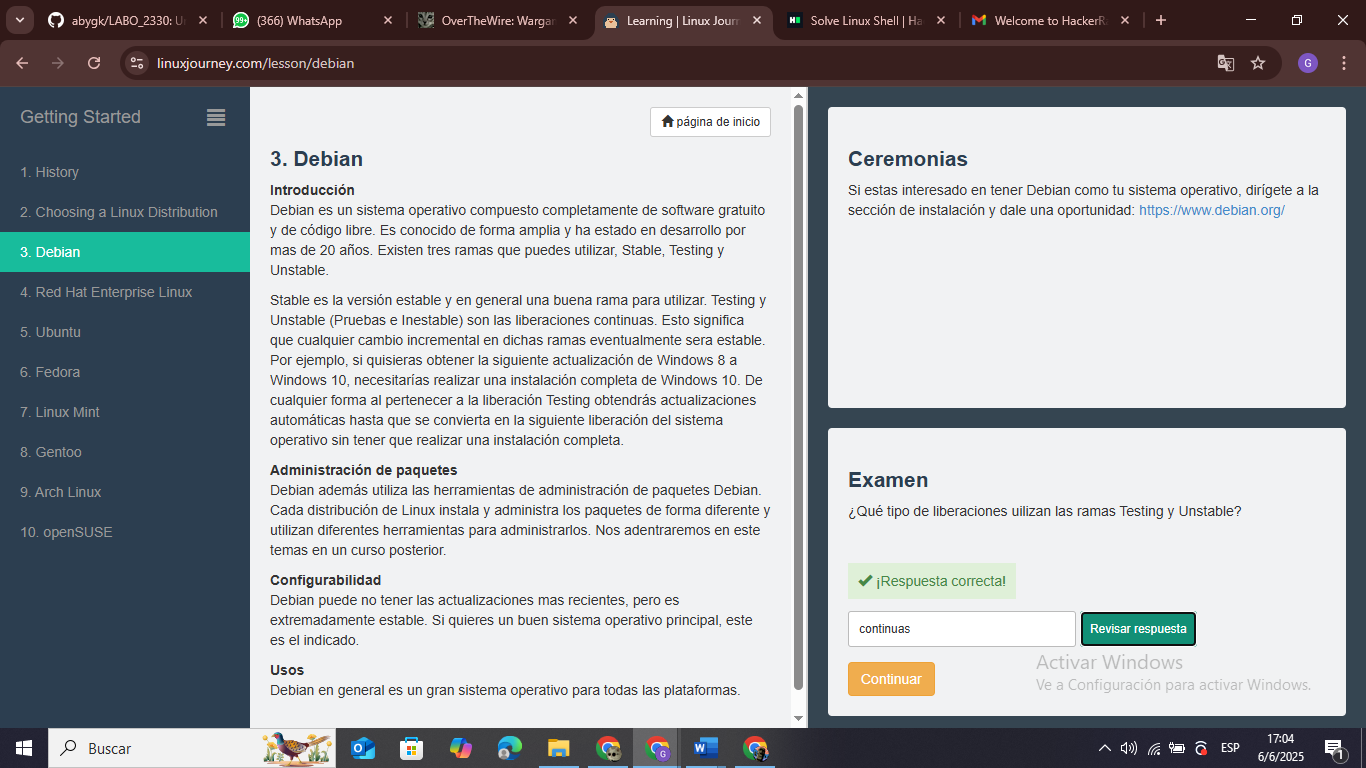 abygk/LABO_2330: Un
99+
(366) WhatsApp
OverTheWire: Wargam
Learning | Linux Journ
Solve Linux Shell | Ha
Welcome to HackerRa
linuxjourney.com/lesson/debian
G
Getting Started
1. History
2. Choosing a Linux Distribution
3. Debian
4. Red Hat Enterprise Linux
5. Ubuntu
6. Fedora
7. Linux Mint
8. Gentoo
9. Arch Linux
10. openSUSE
página de inicio
3. Debian
Introducción
Debian es un sistema operativo compuesto completamente de software gratuito
y de código libre. Es conocido de forma amplia y ha estado en desarrollo por
mas de 20 años. Existen tres ramas que puedes utilizar, Stable, Testing y
Unstable.
Stable es la versión estable y en general una buena rama para utilizar. Testing y
Unstable (Pruebas e Inestable) son las liberaciones continuas. Esto significa
que cualquier cambio incremental en dichas ramas eventualmente sera estable.
Por ejemplo, si quisieras obtener la siguiente actualización de Windows 8 a
Windows 10, necesitarías realizar una instalación completa de Windows 10. De
cualquier forma al pertenecer a la liberación Testing obtendrás actualizaciones
automáticas hasta que se convierta en la siguiente liberación del sistema
operativo sin tener que realizar una instalación completa.
Administración de paquetes
Debian además utiliza las herramientas de administración de paquetes Debian.
Cada distribución de Linux instala y administra los paquetes de forma diferente y
utilizan diferentes herramientas para administrarlos. Nos adentraremos en este
temas en un curso posterior.
Configurabilidad
Debian puede no tener las actualizaciones mas recientes, pero es
extremadamente estable. Si quieres un buen sistema operativo principal, este
es el indicado.
Usos
Debian en general es un gran sistema operativo para todas las plataformas.
Ceremonias
Si estas interesado en tener Debian como tu sistema operativo, dirígete a la
sección de instalación y dale una oportunidad: https://www.debian.org/
Examen
¿Qué tipo de liberaciones uilizan las ramas Testing y Unstable?
¡Respuesta correcta!
continuas
Revisar respuesta
Continuar
Activar Windows
Ve a Configuración para activar Windows.
Buscar
ESP
17:04
6/6/2025
1